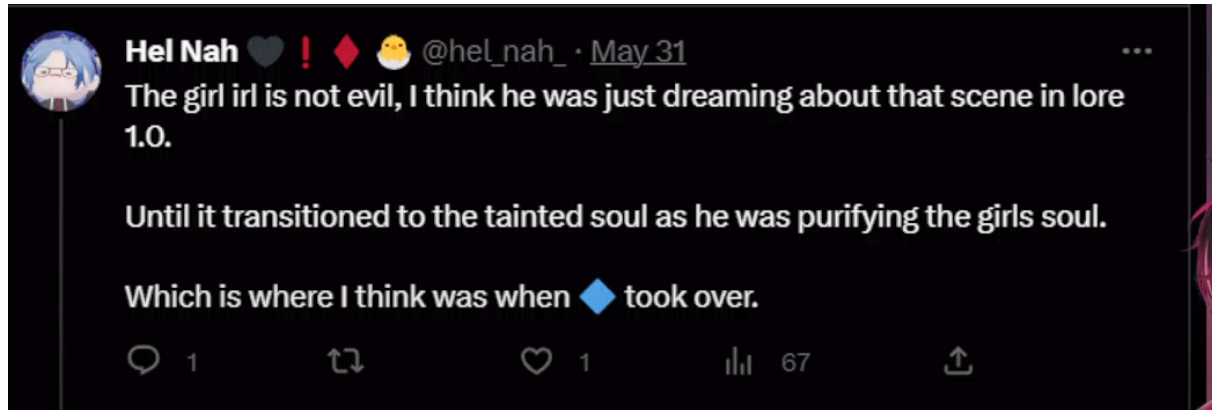 Hel Nah 🖤❗♦️🐣 @hel_nah_ · May 31
The girl irl is not evil, I think he was just dreaming about that scene in lore
1.0.
Until it transitioned to the tainted soul as he was purifying the girls soul.
Which is where I think was when 🔷 took over.
1 1 67